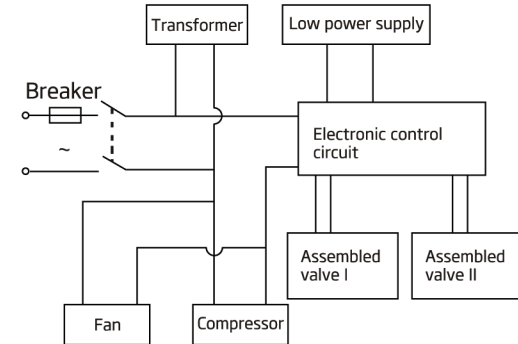 Transformer
Low power supply
Breaker
~
Electronic control
circuit
Assembled
valve I
Assembled
valve II
Fan
Compressor